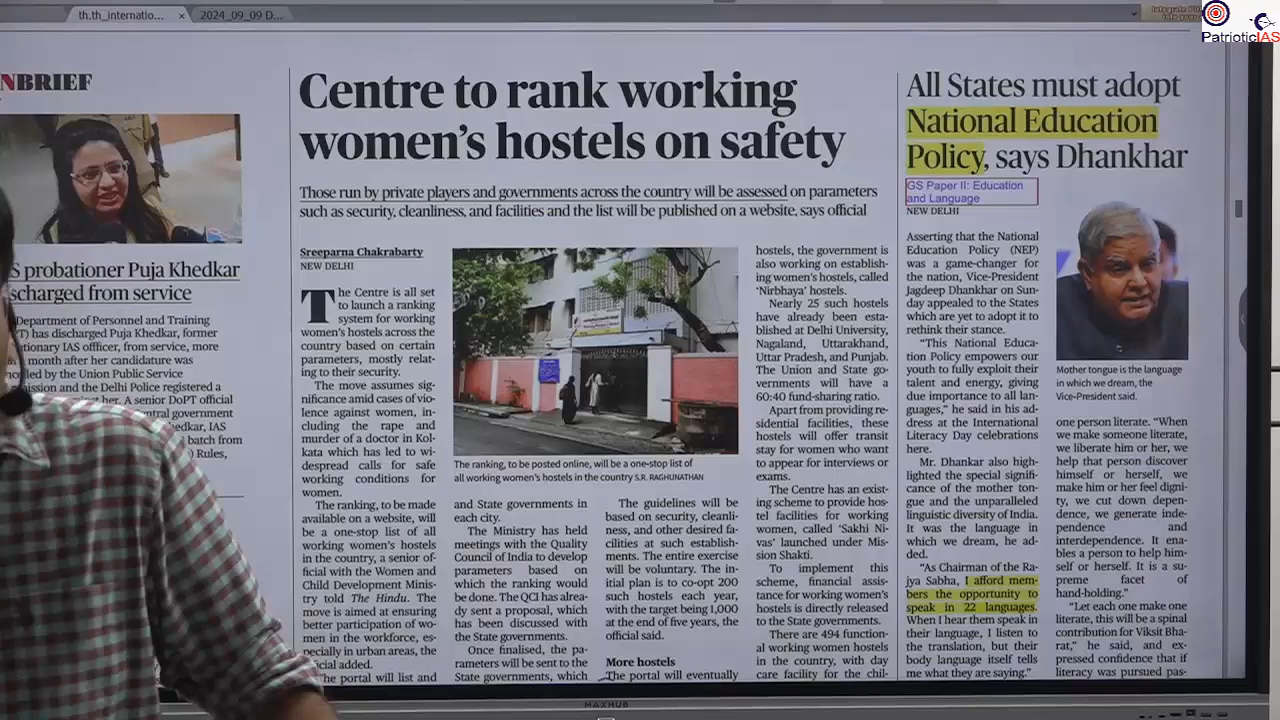 th.th_internatio...
2024_09_09 D...
PatrioticIAS
NBRIEF
S probationer Puja Khedkar
scharged from service
Department of Personnel and Training
T) has discharged Puja Khedkar, former
tionary IAS officer, from service, more
month after her candidature was
by the Union Public Service
ission and the Delhi Police registered a
her. A senior DoPT official
ntral government
hedkar, IAS
batch from
) Rules,
Centre to rank working
women's hostels on safety
Those run by private players and governments across the country will be assessed on parameters
such as security, cleanliness, and facilities and the list will be published on a website, says official
Sreeparna Chakrabarty
NEW DELHI
The Centre is all set
to launch a ranking
system for working
women's hostels across the
country based on certain
parameters, mostly relat-
ing to their security.
The move assumes sig-
nificance amid cases of vio-
lence against women, in-
cluding the rape and
murder of a doctor in Kol-
kata which has led to wi-
despread calls for safe
working conditions for
women.
The ranking, to be made
available on a website, will
be a one-stop list of all
working women's hostels
in the country, a senior of-
ficial with the Women and
Child Development Minis-
try told The Hindu. The
move is aimed at ensuring
better participation of wo-
men in the workforce, es-
pecially in urban areas, the
official added.
The portal will list and
The ranking, to be posted online, will be a one-stop list of
all working women's hostels in the country S.R. RAGHUNATHAN
and State governments in
each city.
The Ministry has held
meetings with the Quality
Council of India to develop
parameters based on
which the ranking would
be done. The QCI has al-
ready sent a proposal, which
has been discussed with
the State governments.
Once finalised, the pa-
rameters will be sent to the
State governments, which
The guidelines will be
based on security, cleanli-
ness, and other desired fa-
cilities at such establish-
ments. The entire exercise
will be voluntary. The in-
itial plan is to co-opt 200
such hostels each year,
with the target being 1,000
at the end of five years, the
official said.
More hostels
The portal will eventually
hostels, the government is
also working on establish-
ing women's hostels, called
'Nirbhaya' hostels.
Nearly 25 such hostels
have already been esta-
blished at Delhi University,
Nagaland, Uttarakhand,
Uttar Pradesh, and Punjab.
The Union and State go-
vernments will have a
60:40 fund-sharing ratio.
Apart from providing re-
sidential facilities, these
hostels will offer transit
stay for women who want
to appear for interviews or
exams.
The Centre has an exist-
ing scheme to provide hos-
tel facilities for working
women, called 'Sakhi Ni-
vas' launched under Mis-
sion Shakti.
To implement this
scheme, financial assis-
tance for working women's
hostels is directly released
to the State governments.
There are 494 function-
al working women hostels
in the country, with day
care facility for the chil-
All States must adopt
National Education
Policy, says Dhankhar
GS Paper II: Education
and Language
NEW DELHI
Asserting that the National
Education Policy (NEP)
was a game-changer for
the nation, Vice-President
Jagdeep Dhankhar on Sun-
day appealed to the States
which are yet to adopt it to
rethink their stance.
"This National Educa-
tion Policy empowers our
youth to fully exploit their
talent and energy, giving
due importance to all lan-
guages," he said in his ad-
dress at the International
Literacy Day celebrations
here.
Mr. Dhankar also high-
lighted the special signifi-
cance of the mother ton-
gue and the unparalleled
linguistic diversity of India.
It was the language in
which we dream, he ad-
ded.
"As Chairman of the Ra-
jya Sabha, I afford mem-
bers the opportunity to
speak in 22 languages.
When I hear them speak in
their language, I listen to
the translation, but their
body language itself tells
me what they are saying."
Mother tongue is the language
in which we dream, the
Vice-President said.
one person literate. "When
we make someone literate,
we liberate him or her, we
help that person discover
himself or herself, we
make him or her feel digni-
ty, we cut down depen-
dence, we generate inde-
pendence and
interdependence. It ena-
bles a person to help him-
self or herself. It is a su-
preme facet of
hand-holding."
"Let each one make one
literate, this will be a spinal
contribution for Viksit Bha-
rat," he said, and ex-
pressed confidence that if
literacy was pursued pas-
MAXHUB